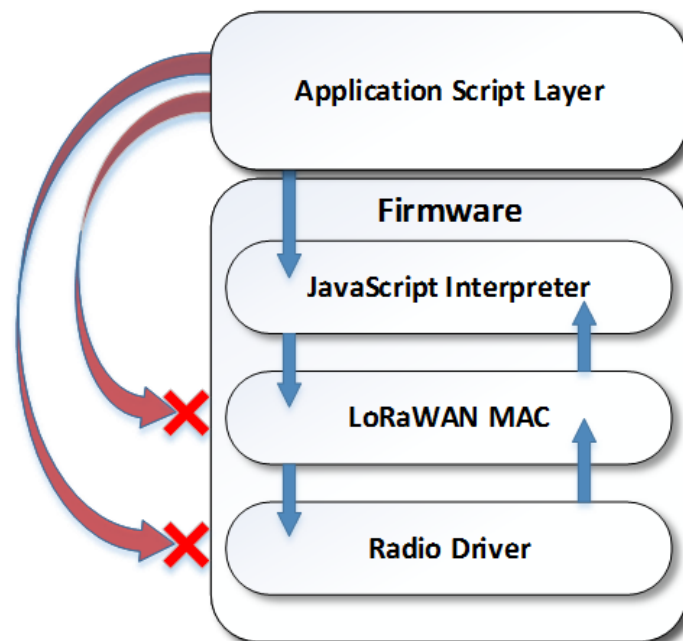 Application Script Layer
Firmware
JavaScript Interpreter
LoRaWAN MAC
Radio Driver